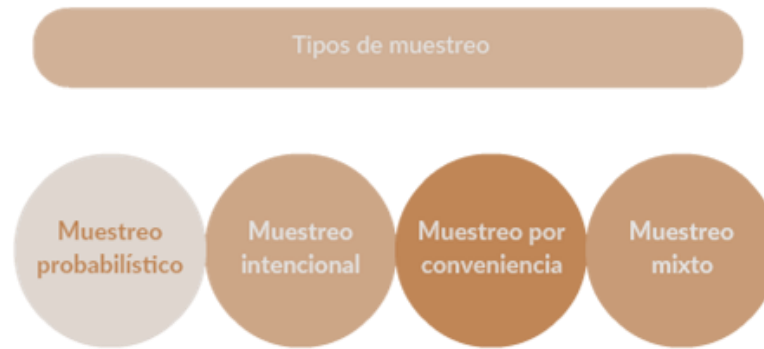 Tipos de muestreo
Muestreo
probabilístico
Muestreo
intencional
Muestreo por
conveniencia
Muestreo
mixto